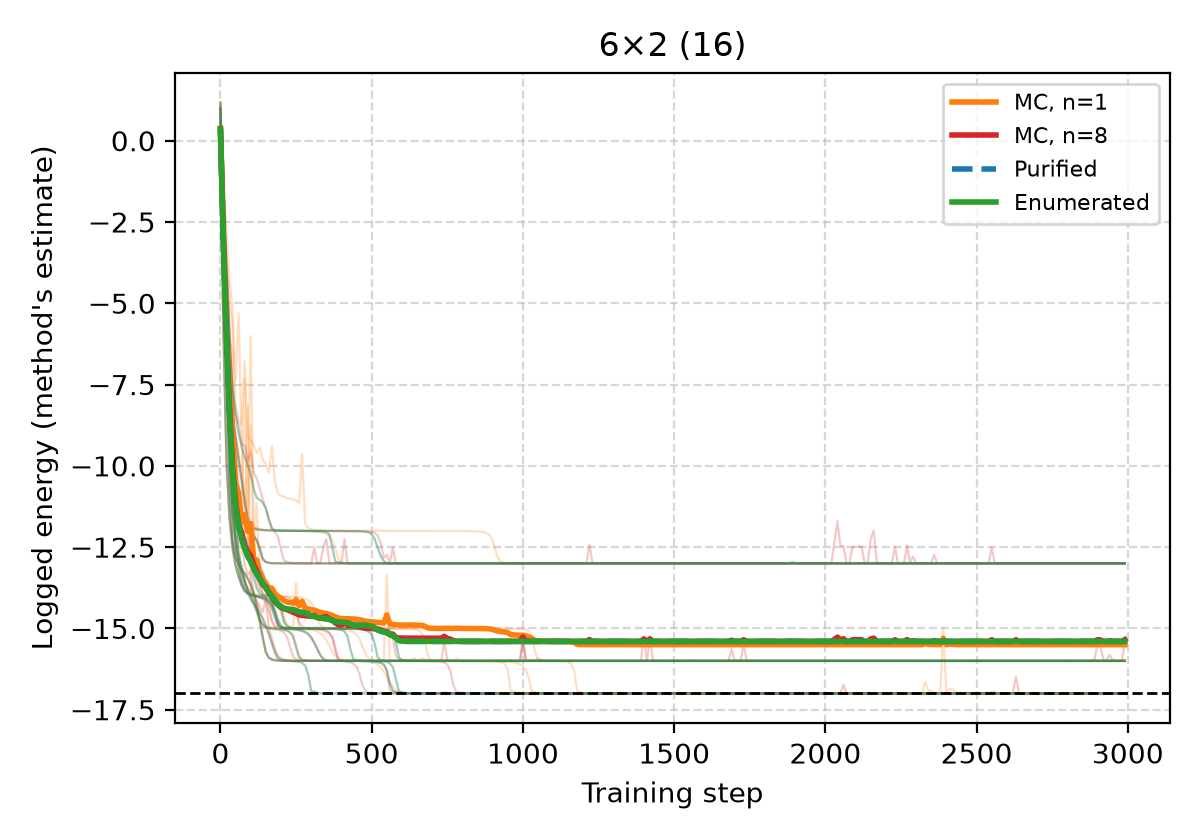 6×2 (16)
MC, n=1
MC, n=8
Purified
Enumerated
Logged energy (method's estimate)
0.0
−2.5
−5.0
−7.5
−10.0
−12.5
−15.0
−17.5
0 500 1000 1500 2000 2500 3000
Training step